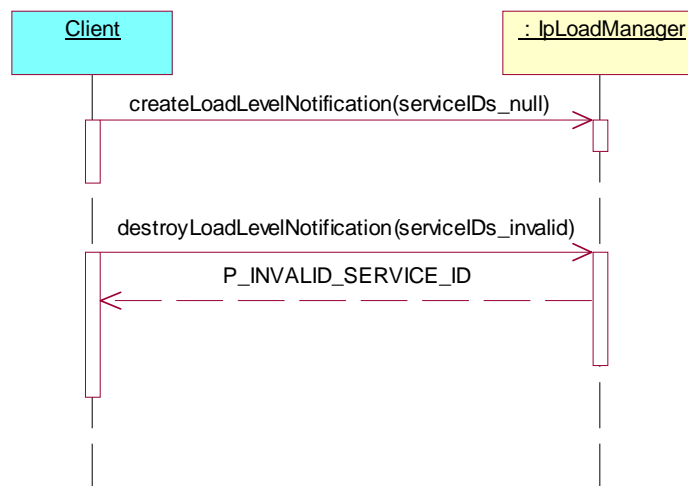 Client
: IpLoadManager
createLoadLevelNotification(serviceIDs_null)
destroyLoadLevelNotification(serviceIDs_invalid)
P_INVALID_SERVICE_ID